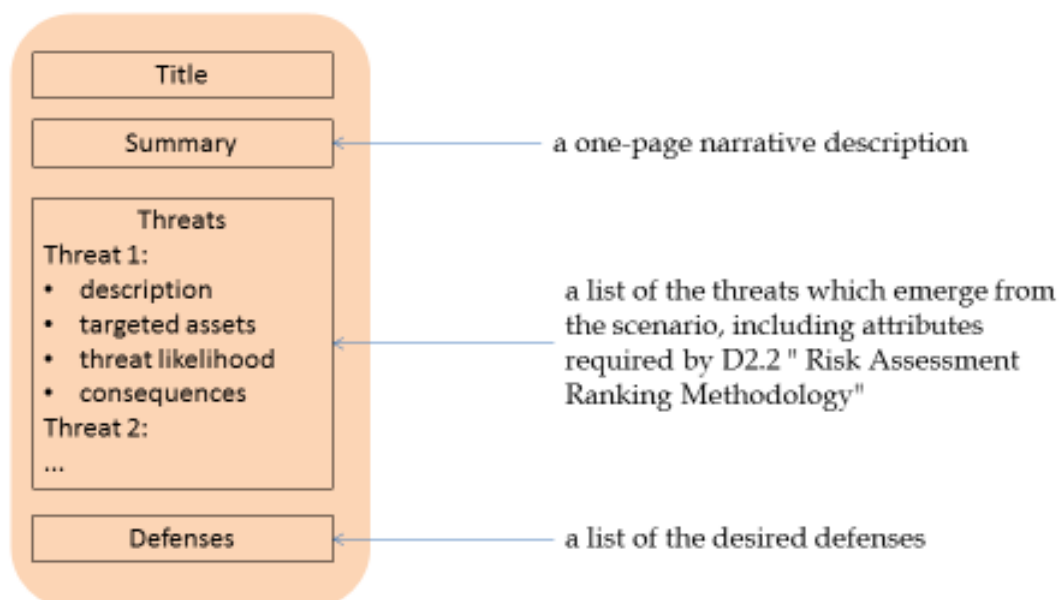 Title
Summary
a one-page narrative description
Threats
Threat 1:
• description
• targeted assets
• threat likelihood
• consequences
Threat 2:
...
a list of the threats which emerge from
the scenario, including attributes
required by D2.2 " Risk Assessment
Ranking Methodology"
Defenses
a list of the desired defenses